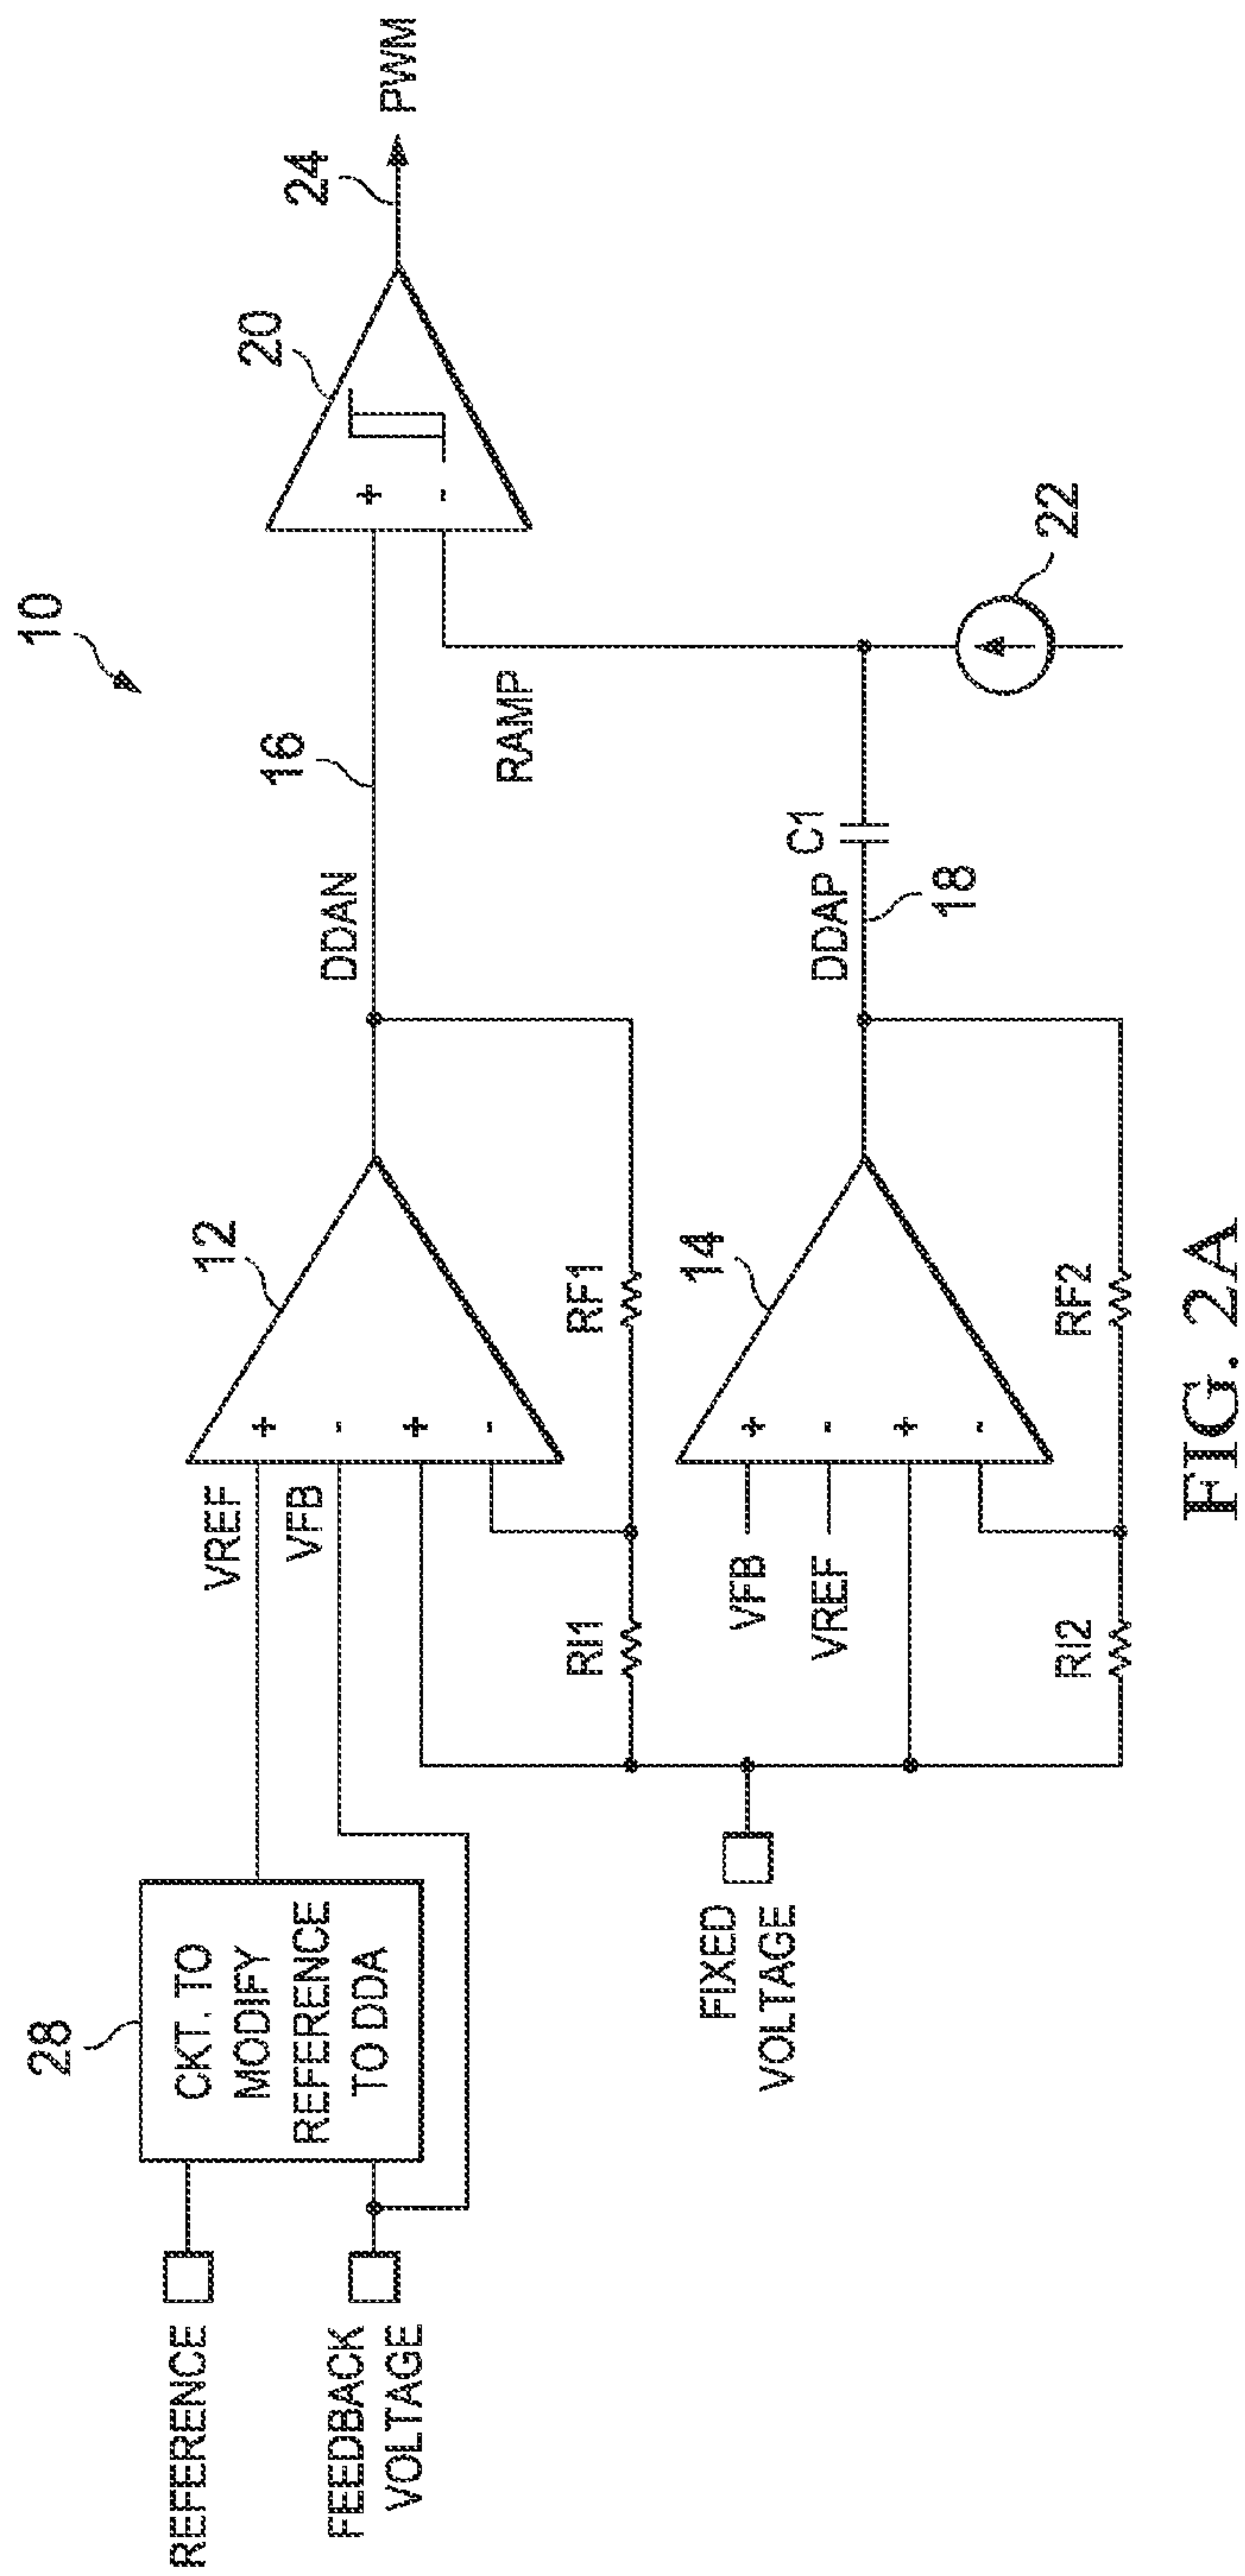 10
REFERENCE
FEEDBACK
VOLTAGE
28
CKT. TO
MODIFY
REFERENCE
TO DDA
VREF
VFB
12
+
-
+
-
RI1
RF1
DDAN
16
RAMP
20
+
-
24
PWM
FIXED
VOLTAGE
VFB
VREF
14
+
-
+
-
RI2
RF2
DDAP
18
C1
22
FIG. 2A